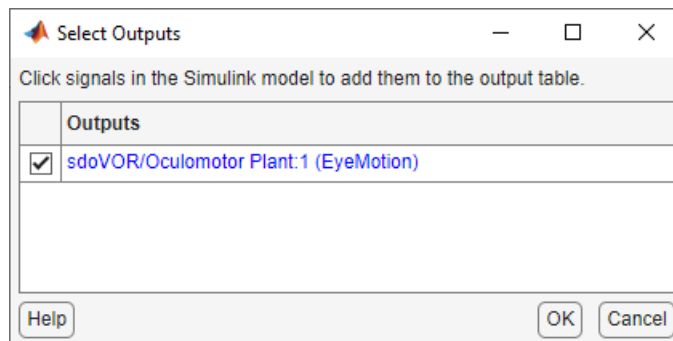 Select Outputs
Click signals in the Simulink model to add them to the output table.
Outputs
sdoVOR/Oculomotor Plant:1 (EyeMotion)
Help OK Cancel